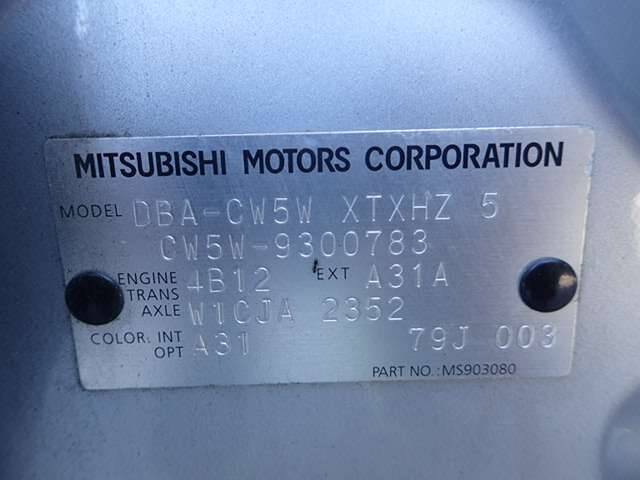 MITSUBISHI MOTORS CORPORATION
MODEL DBA-CW5W XTXHZ 5
CW5W-9300783
ENGINE 4B12 EXT A31A
TRANS
AXLE W1CJA 2352
COLOR: INT A31 79J 003
OPT
PART NO.:MS903080